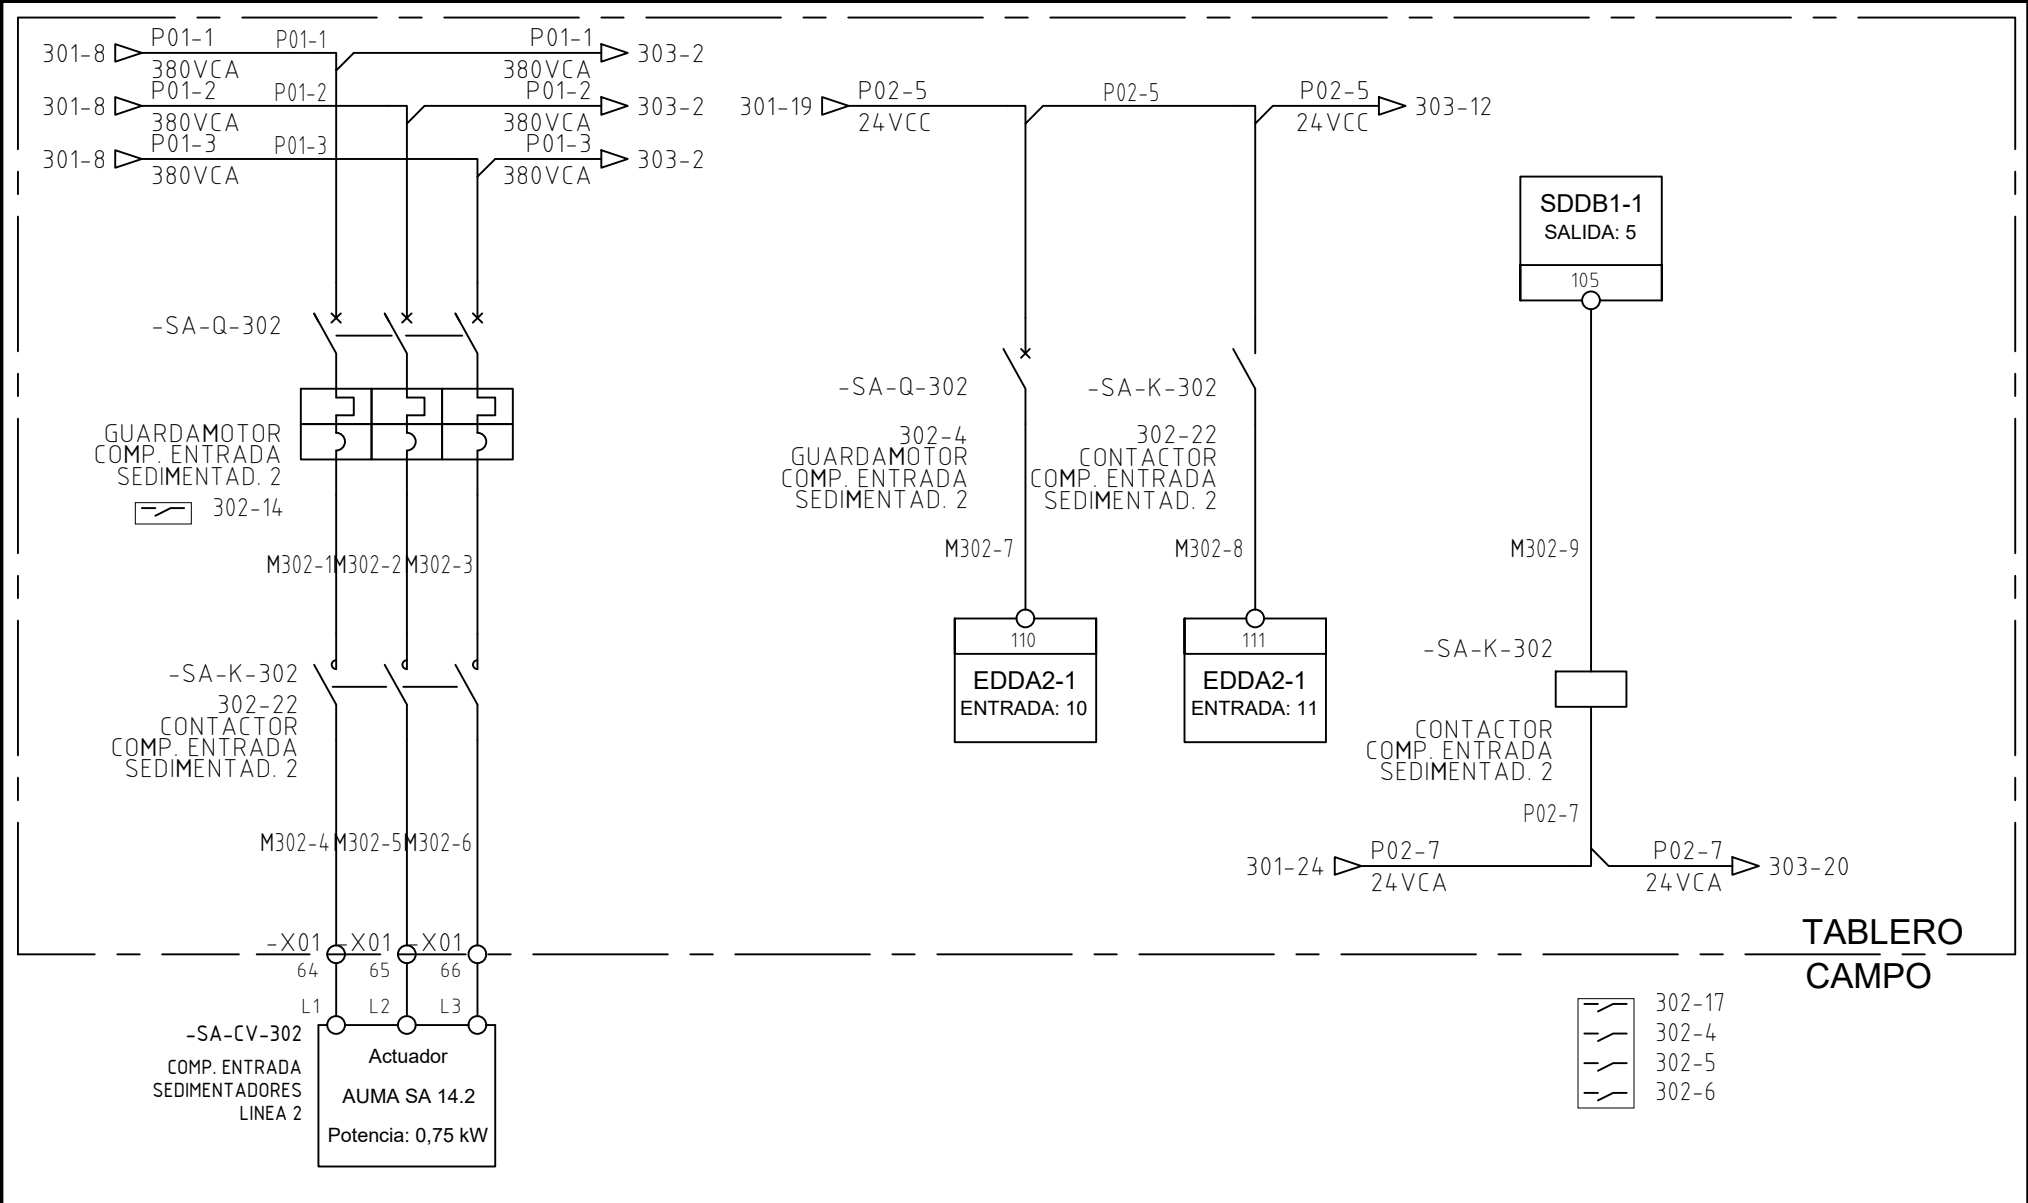 301-8 P01-1 P01-1 P01-1 303-2
380VCA 380VCA
301-8 P01-2 P01-2 P01-2 303-2
380VCA 380VCA
301-8 P01-3 P01-3 P01-3 303-2
380VCA 380VCA
301-19 P02-5 P02-5 P02-5 303-12
24VCC 24VCC
SDDB1-1
SALIDA: 5
105
-SA-Q-302
GUARDAMOTOR
COMP. ENTRADA
SEDIMENTAD. 2
302-14
M302-1 M302-2 M302-3
-SA-K-302
302-22
CONTACTOR
COMP. ENTRADA
SEDIMENTAD. 2
M302-4 M302-5 M302-6
-X01 -X01 -X01
64 65 66
L1 L2 L3
-SA-CV-302
COMP. ENTRADA
SEDIMENTADORES
LINEA 2
Actuador
AUMA SA 14.2
Potencia: 0,75 kW
-SA-Q-302
302-4
GUARDAMOTOR
COMP. ENTRADA
SEDIMENTAD. 2
M302-7
110
EDDA2-1
ENTRADA: 10
-SA-K-302
302-22
CONTACTOR
COMP. ENTRADA
SEDIMENTAD. 2
M302-8
111
EDDA2-1
ENTRADA: 11
M302-9
-SA-K-302
CONTACTOR
COMP. ENTRADA
SEDIMENTAD. 2
P02-7
301-24 P02-7 P02-7 303-20
24VCA 24VCA
TABLERO
CAMPO
302-17
302-4
302-5
302-6